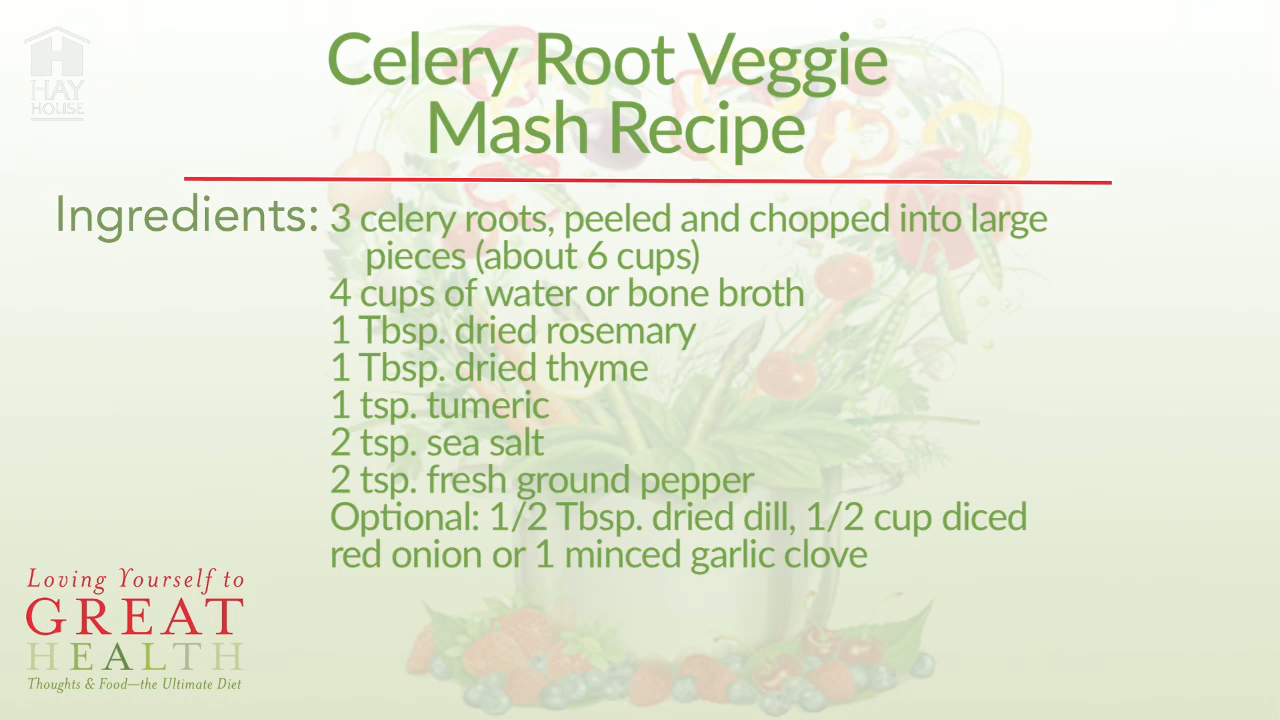 HAY
HOUSE
Celery Root Veggie
Mash Recipe
Ingredients: 3 celery roots, peeled and chopped into large
pieces (about 6 cups)
4 cups of water or bone broth
1 Tbsp. dried rosemary
1 Tbsp. dried thyme
1 tsp. tumeric
2 tsp. sea salt
2 tsp. fresh ground pepper
Optional: 1/2 Tbsp. dried dill, 1/2 cup diced
red onion or 1 minced garlic clove
Loving Yourself to
GREAT
HEALTH
Thoughts & Food—the Ultimate Diet